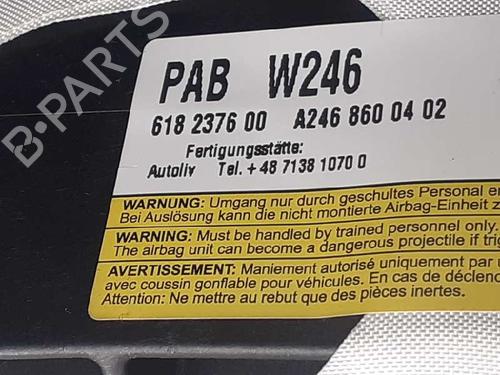 PAB W246
618 2376 00 A246 860 04 02
Fertigungsstätte:
Autoliv Tel. +48 7138 1070 0
WARNUNG: Umgang nur durch geschultes Personal
Bei Auslösung kann die nicht montierte Airbag-Einheit
WARNING: Must be handled by trained personnel only.
The airbag unit can become a dangerous projectile if
AVERTISSEMENT: Maniement autorisé uniquement par
avec coussin gonflable pour véhicules. En cas de
Attention: Ne mettre au rebut que des pièces inertes.
B-PARTS